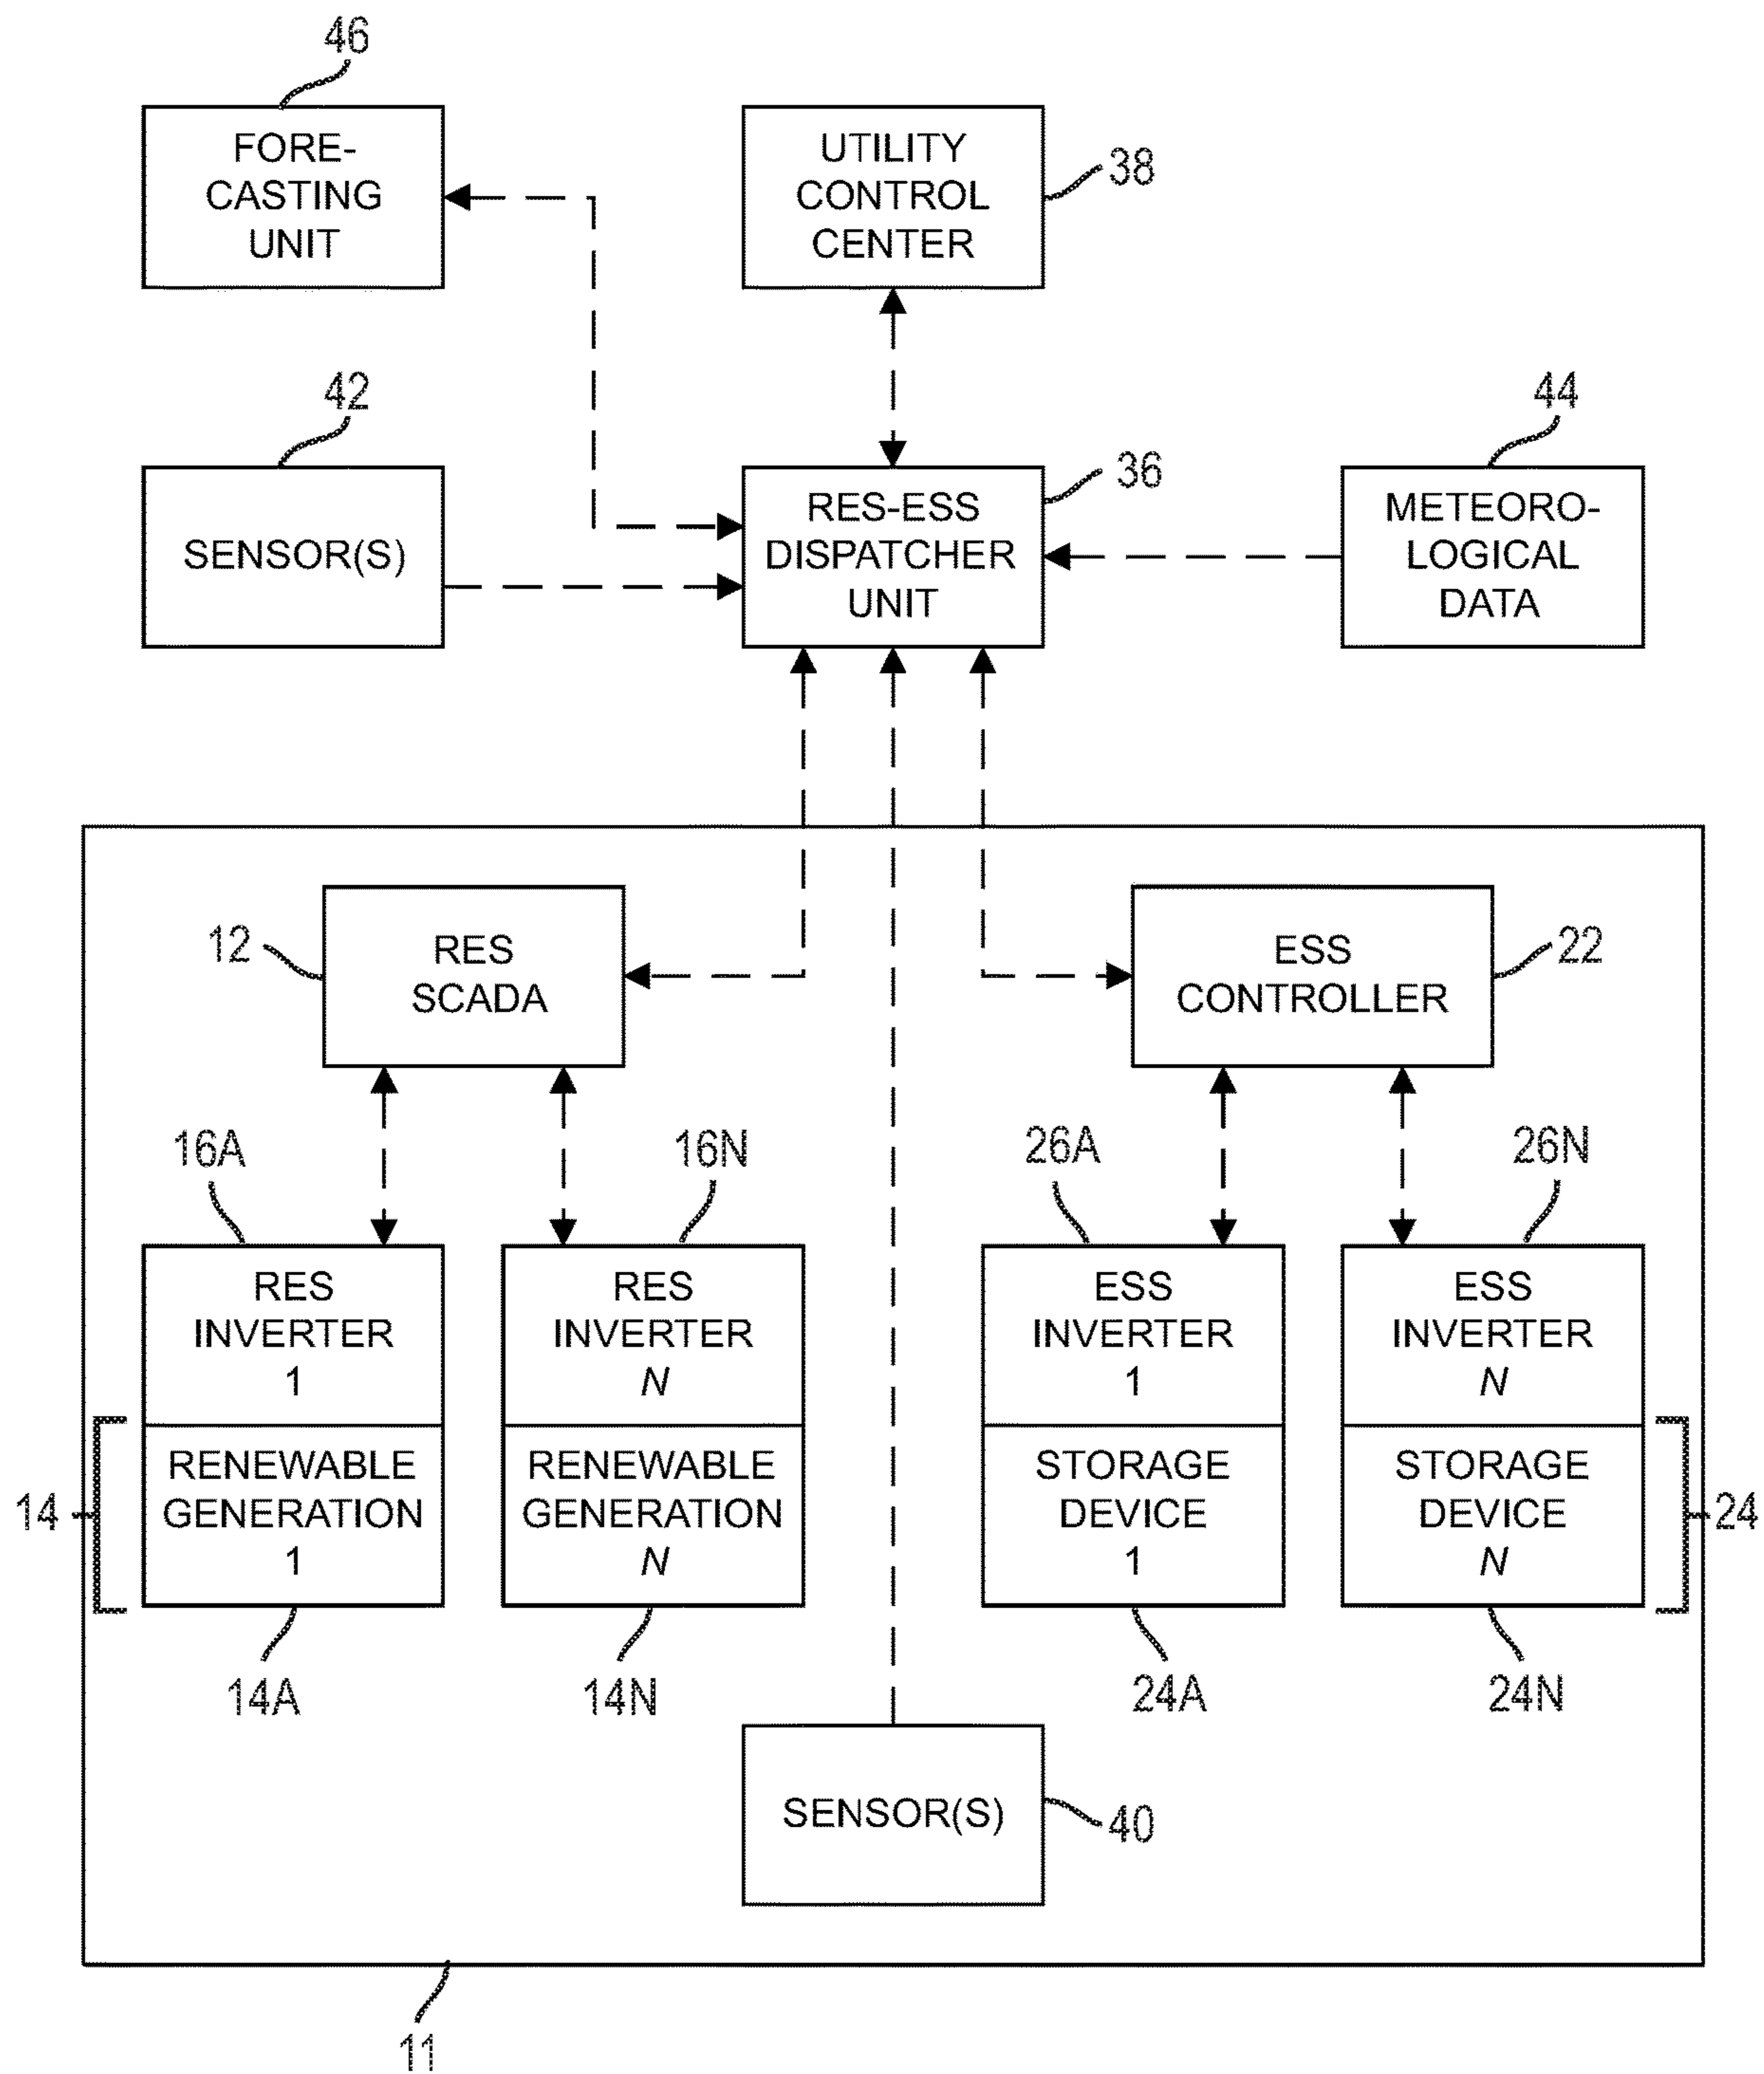 46
FORE-
CASTING
UNIT
UTILITY
CONTROL
CENTER
38
42
SENSOR(S)
RES-ESS
DISPATCHER
UNIT
36
44
METEORO-
LOGICAL
DATA
12
RES
SCADA
ESS
CONTROLLER
22
16A
16N
26A
26N
RES
INVERTER
1
RES
INVERTER
N
ESS
INVERTER
1
ESS
INVERTER
N
14
RENEWABLE
GENERATION
1
RENEWABLE
GENERATION
N
STORAGE
DEVICE
1
STORAGE
DEVICE
N
24
14A
14N
24A
24N
SENSOR(S)
40
11